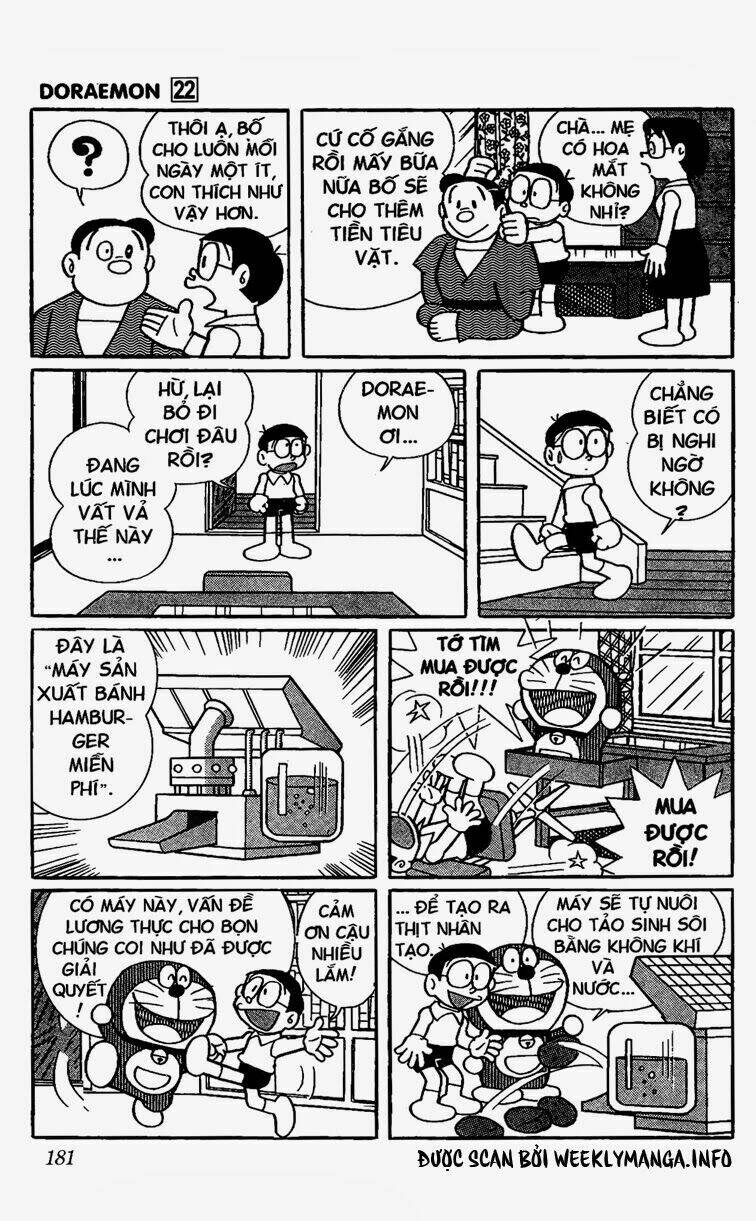 DORAEMON 22
?
THÔI Ạ, BỐ
CHO LUÔN MỖI
NGÀY MỘT ÍT,
CON THÍCH NHƯ
VẬY HƠN.
CỨ CỐ GẮNG
RỒI MẤY BỮA
NỮA BỐ SẼ
CHO THÊM
TIỀN TIÊU
VẶT.
CHÀ... MẸ
CÓ HOA
MẮT
KHÔNG
NHỈ?
HỪ, LẠI
BỎ ĐI
CHƠI ĐÂU
RỒI?
ĐANG
LÚC MÌNH
VẤT VẢ
THẾ NÀY
...
DORAE-
MON
ƠI...
CHẲNG
BIẾT CÓ
BỊ NGHI
NGỜ
KHÔNG
?
ĐÂY LÀ
"MÁY SẢN
XUẤT BÁNH
HAMBUR-
GER
MIỄN
PHÍ".
TỚ TÌM
MUA ĐƯỢC
RỒI!!!
MUA
ĐƯỢC
RỒI!
CÓ MÁY NÀY, VẤN ĐỀ
LƯƠNG THỰC CHO BỌN
CHÚNG COI NHƯ ĐÃ ĐƯỢC
GIẢI
QUYẾT
!
CẢM
ƠN CẬU
NHIỀU
LẮM!
... ĐỂ TẠO RA
THỊT NHÂN
TẠO.
MÁY SẼ TỰ NUÔI
CHO TẢO SINH SÔI
BẰNG KHÔNG KHÍ
VÀ
NƯỚC...
181
ĐƯỢC SCAN BỞI WEEKLYMANGA.INFO